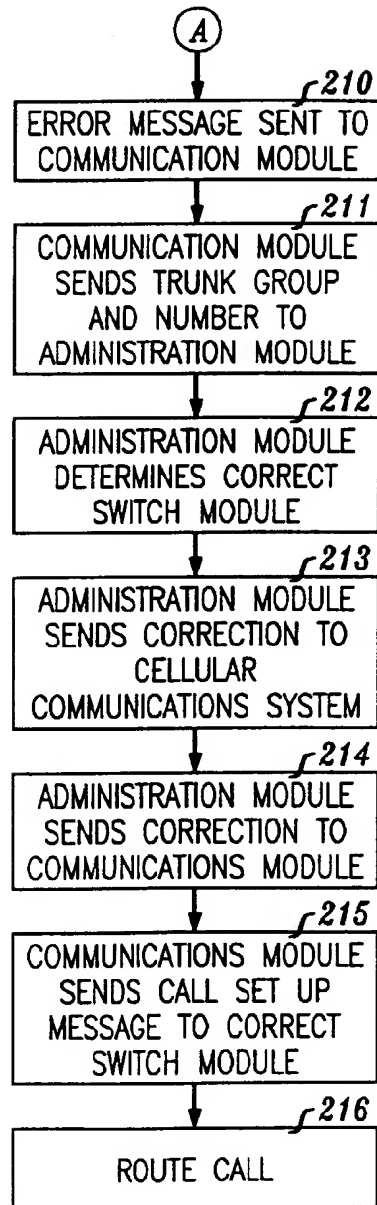 A
210
ERROR MESSAGE SENT TO
COMMUNICATION MODULE
211
COMMUNICATION MODULE
SENDS TRUNK GROUP
AND NUMBER TO
ADMINISTRATION MODULE
212
ADMINISTRATION MODULE
DETERMINES CORRECT
SWITCH MODULE
213
ADMINISTRATION MODULE
SENDS CORRECTION TO
CELLULAR
COMMUNICATIONS SYSTEM
214
ADMINISTRATION MODULE
SENDS CORRECTION TO
COMMUNICATIONS MODULE
215
COMMUNICATIONS MODULE
SENDS CALL SET UP
MESSAGE TO CORRECT
SWITCH MODULE
216
ROUTE CALL